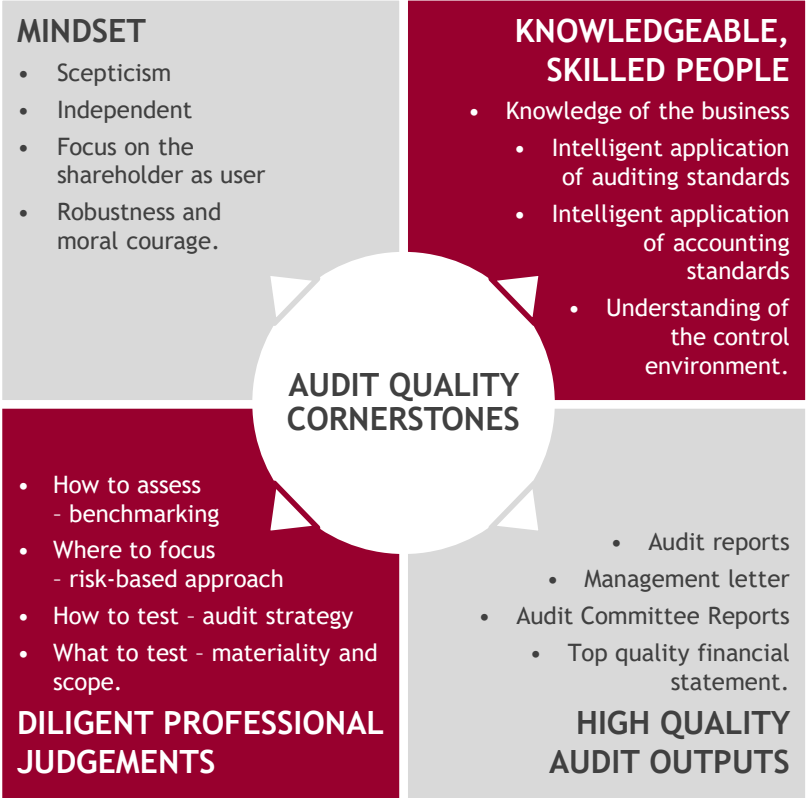 MINDSET
• Scepticism
• Independent
• Focus on the
shareholder as user
• Robustness and
moral courage.
KNOWLEDGEABLE,
SKILLED PEOPLE
• Knowledge of the business
• Intelligent application
of auditing standards
• Intelligent application
of accounting
standards
• Understanding of
the control
environment.
AUDIT QUALITY
CORNERSTONES
• How to assess
– benchmarking
• Where to focus
– risk-based approach
• How to test – audit strategy
• What to test – materiality and
scope.
DILIGENT PROFESSIONAL
JUDGEMENTS
• Audit reports
• Management letter
• Audit Committee Reports
• Top quality financial
statement.
HIGH QUALITY
AUDIT OUTPUTS